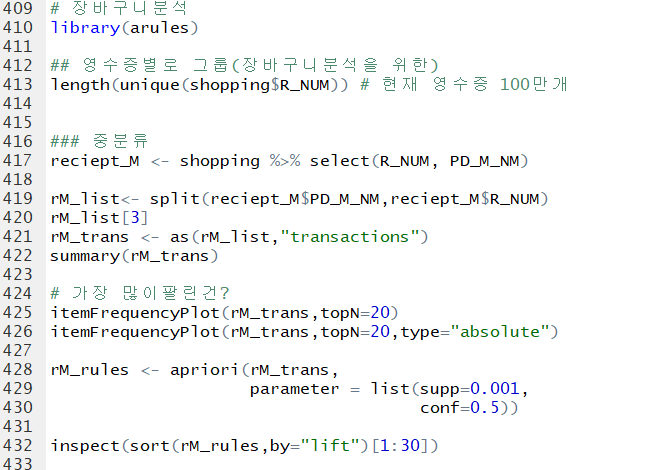 409 # 장바구니분석
410 library(arules)
411
412 ## 영수증별로 그룹(장바구니분석을 위한)
413 length(unique(shopping$R_NUM)) # 현재 영수증 100만개
414
415
416 ### 중분류
417 reciept_M <- shopping %>% select(R_NUM, PD_M_NM)
418
419 rM_list<- split(reciept_M$PD_M_NM,reciept_M$R_NUM)
420 rM_list[3]
421 rM_trans <- as(rM_list,"transactions")
422 summary(rM_trans)
423
424 # 가장 많이팔린건?
425 itemFrequencyPlot(rM_trans,topN=20)
426 itemFrequencyPlot(rM_trans,topN=20,type="absolute")
427
428 rM_rules <- apriori(rM_trans,
429 parameter = list(supp=0.001,
430 conf=0.5))
431
432 inspect(sort(rM_rules,by="lift")[1:30])
433